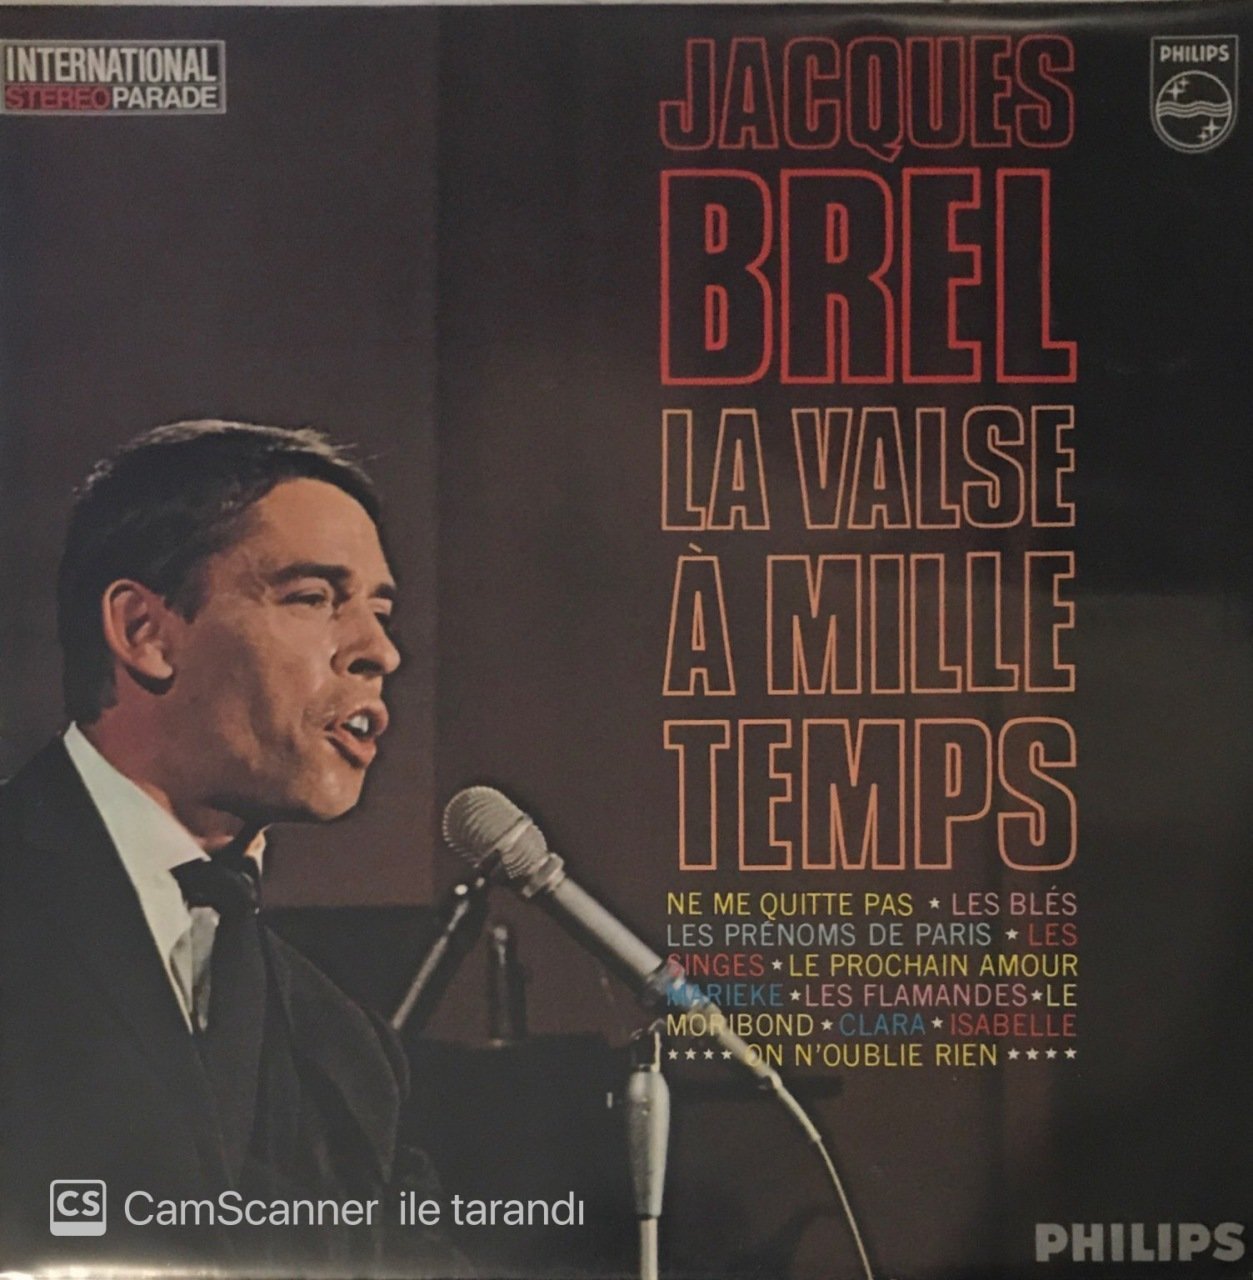 INTERNATIONAL
STEREO PARADE
PHILIPS
JACQUES
BREL
LA VALSE
À MILLE
TEMPS
NE ME QUITTE PAS ★ LES BLÉS
LES PRÉNOMS DE PARIS ★ LES
SINGES ★ LE PROCHAIN AMOUR
MARIEKE ★ LES FLAMANDES ★ LE
MORIBOND ★ CLARA ★ ISABELLE
★★★★ ON N'OUBLIE RIEN ★★★★
CS CamScanner ile tarandı
PHILIPS